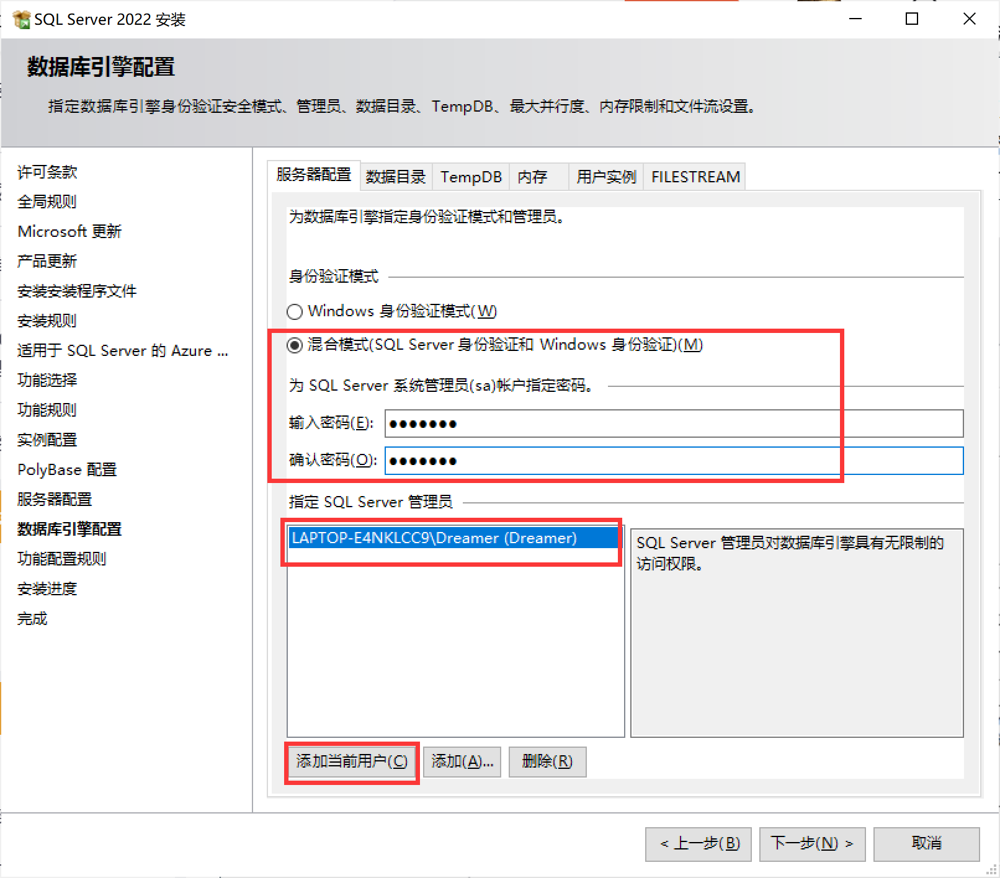 SQL Server 2022 安装
数据库引擎配置
指定数据库引擎身份验证安全模式、管理员、数据目录、TempDB、最大并行度、内存限制和文件流设置。
许可条款
全局规则
Microsoft 更新
产品更新
安装安装程序文件
安装规则
适用于 SQL Server 的 Azure ...
功能选择
功能规则
实例配置
PolyBase 配置
服务器配置
数据库引擎配置
功能配置规则
安装进度
完成
服务器配置 数据目录 TempDB 内存 用户实例 FILESTREAM
为数据库引擎指定身份验证模式和管理员。
身份验证模式
Windows 身份验证模式(W)
混合模式(SQL Server 身份验证和 Windows 身份验证)(M)
为 SQL Server 系统管理员(sa)帐户指定密码。
输入密码(E): ●●●●●●●
确认密码(O): ●●●●●●●
指定 SQL Server 管理员
LAPTOP-E4NKLCC9\Dreamer (Dreamer)
SQL Server 管理员对数据库引擎具有无限制的
访问权限。
添加当前用户(C) 添加(A)... 删除(R)
< 上一步(B) 下一步(N) > 取消